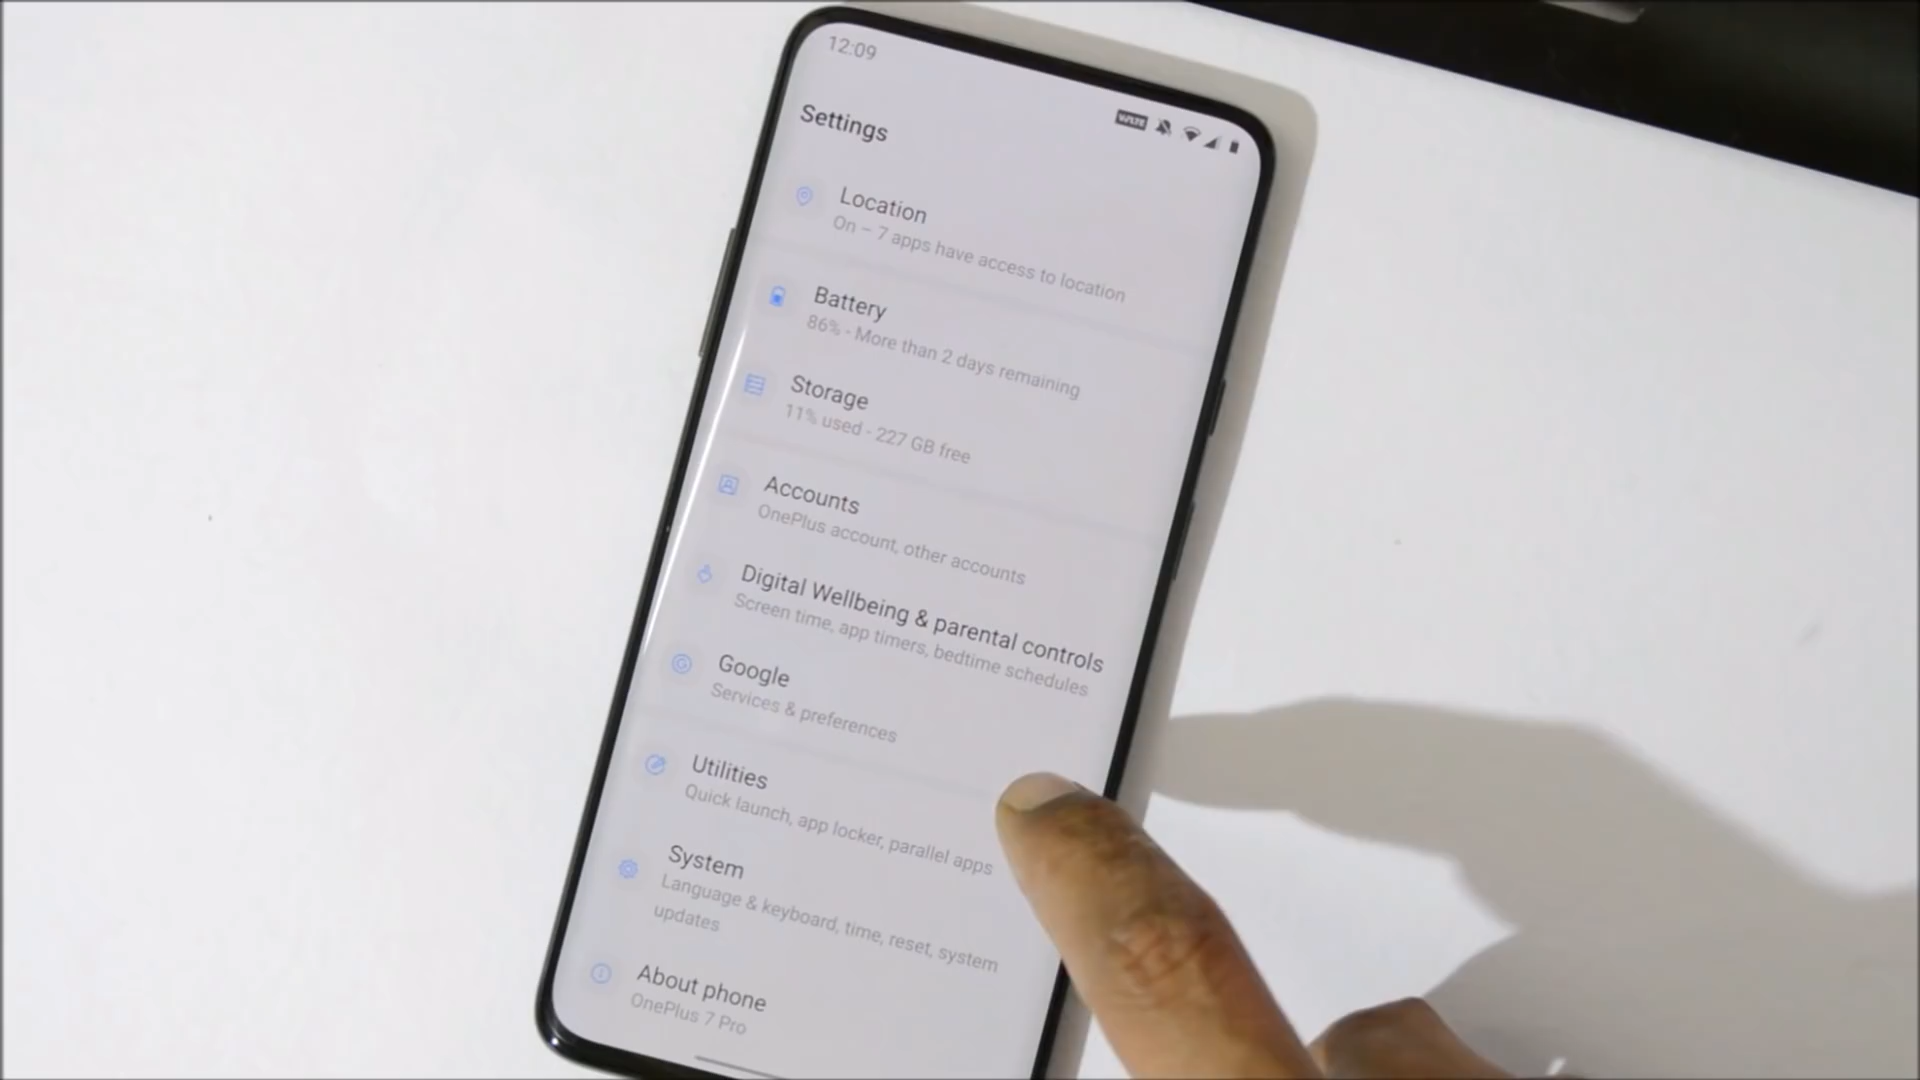 12:09
VoLTE
Settings
Location
On – 7 apps have access to location
Battery
86% - More than 2 days remaining
Storage
11% used - 227 GB free
Accounts
OnePlus account, other accounts
Digital Wellbeing & parental controls
Screen time, app timers, bedtime schedules
Google
Services & preferences
Utilities
Quick launch, app locker, parallel apps
System
Language & keyboard, time, reset, system
updates
About phone
OnePlus 7 Pro